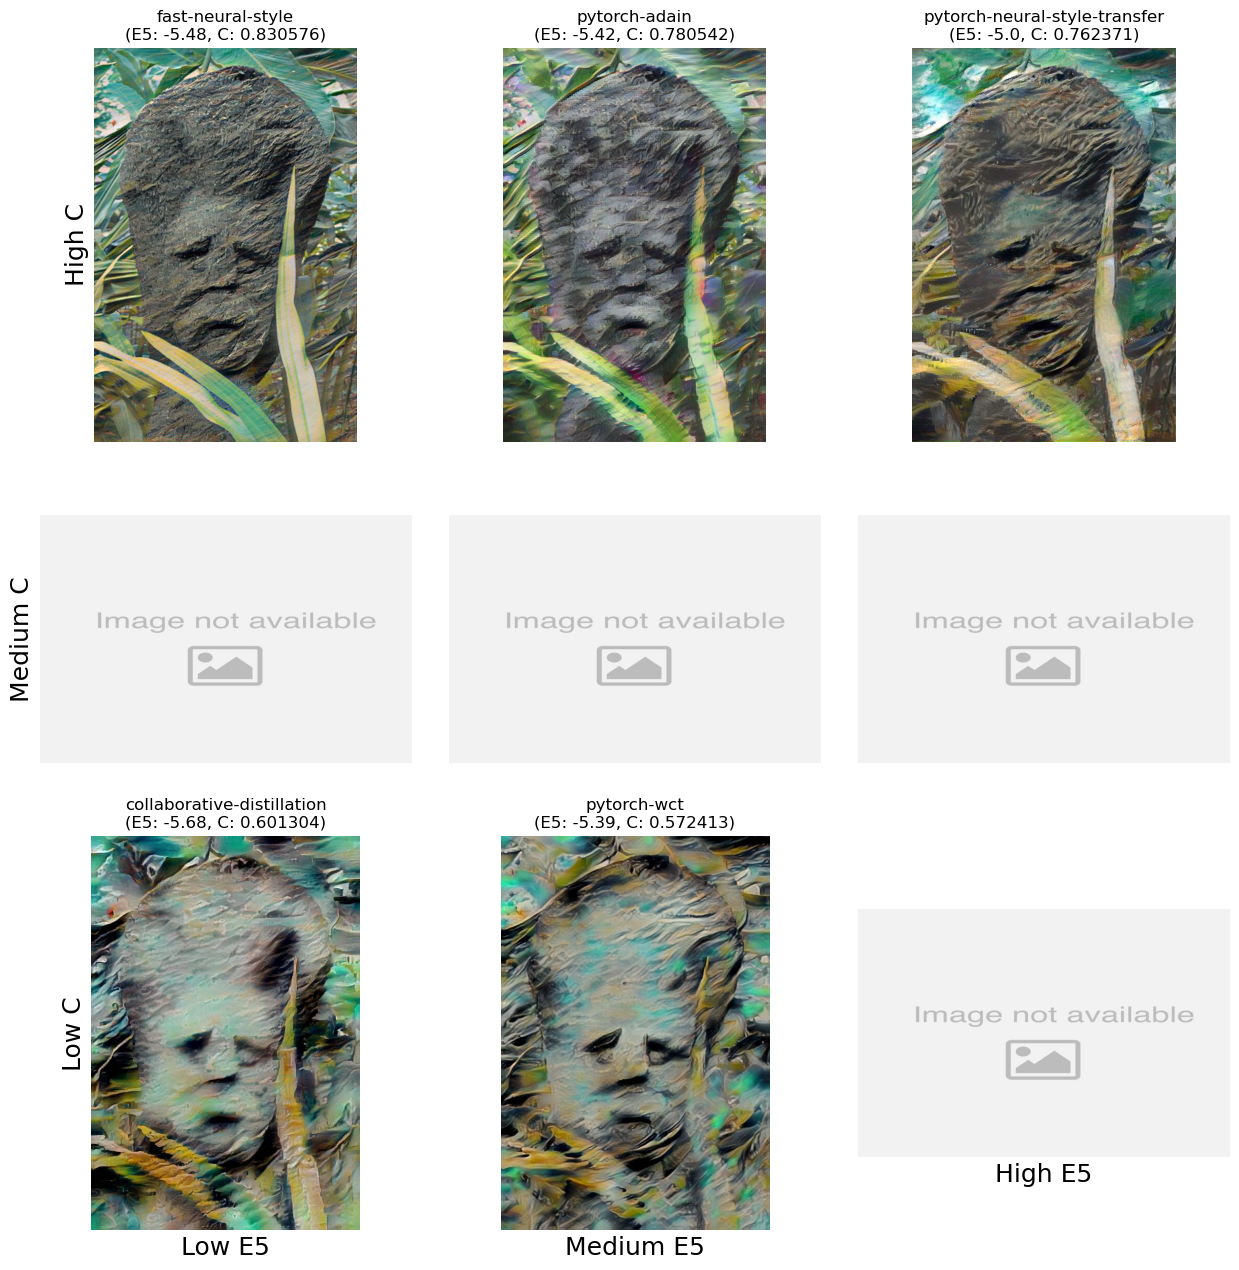 fast-neural-style
(E5: -5.48, C: 0.830576)
pytorch-adain
(E5: -5.42, C: 0.780542)
pytorch-neural-style-transfer
(E5: -5.0, C: 0.762371)
High C
Medium C
Image not available
Image not available
Image not available
collaborative-distillation
(E5: -5.68, C: 0.601304)
pytorch-wct
(E5: -5.39, C: 0.572413)
Low C
Image not available
Low E5
Medium E5
High E5